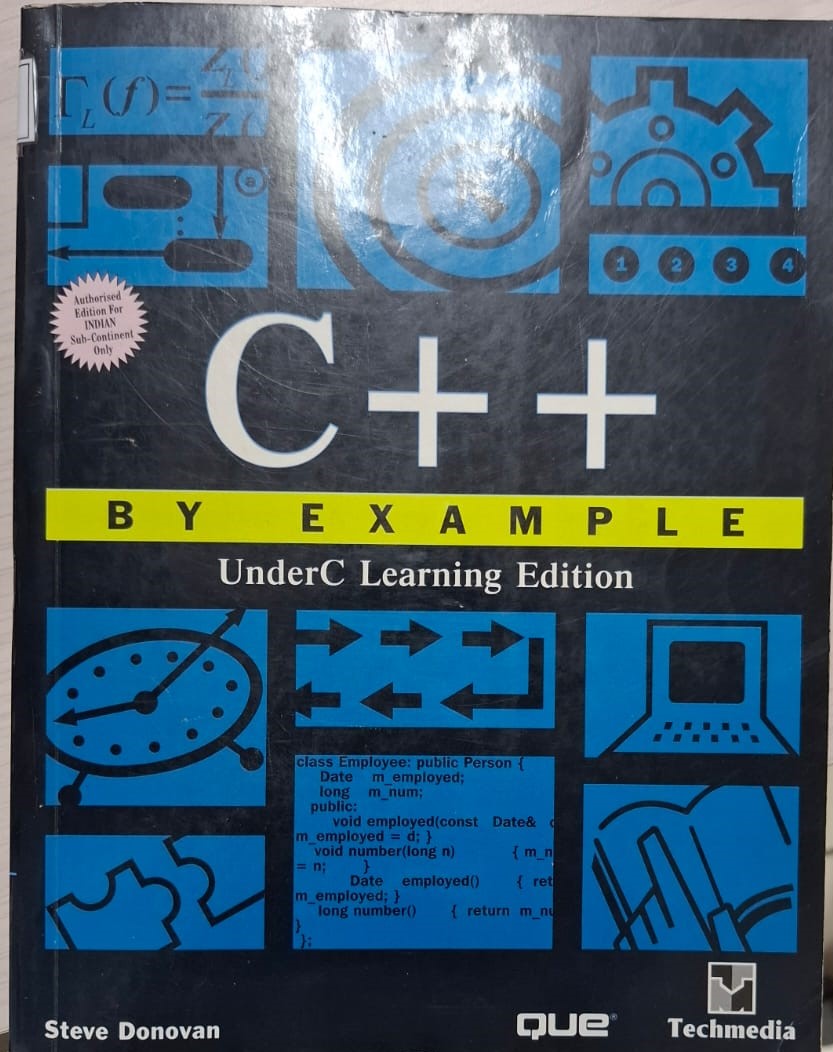 ΓL(f)=
a
1 2 3 4
Authorised
Edition For
INDIAN
Sub-Continent
Only
C++
BY EXAMPLE
UnderC Learning Edition
class Employee: public Person {
Date m_employed;
long m_num;
public:
void employed(const Date& d
m_employed = d; }
void number(long n) { m_n
= n; }
Date employed() { ret
m_employed; }
long number() { return m_nu
}
};
Steve Donovan
QUE®
Techmedia